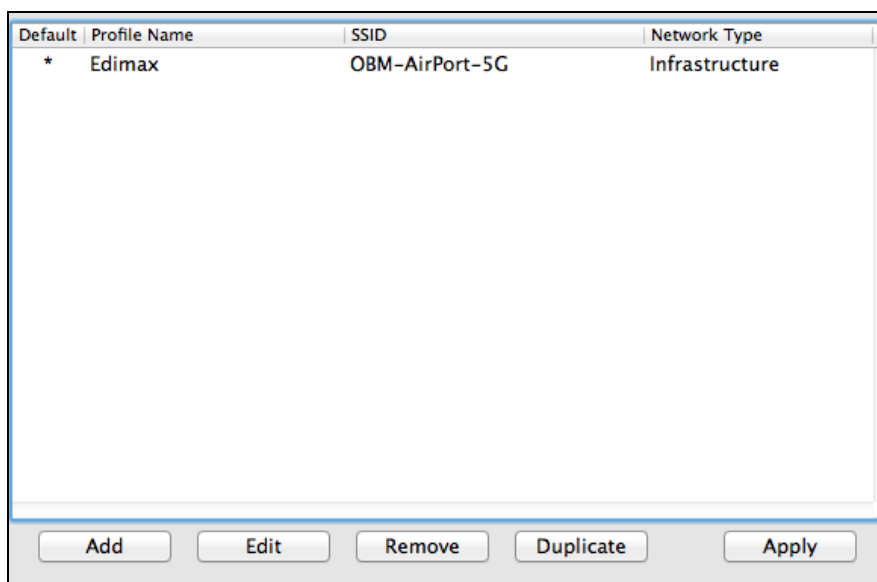 Default Profile Name SSID Network Type
* Edimax OBM-AirPort-5G Infrastructure
Add Edit Remove Duplicate Apply